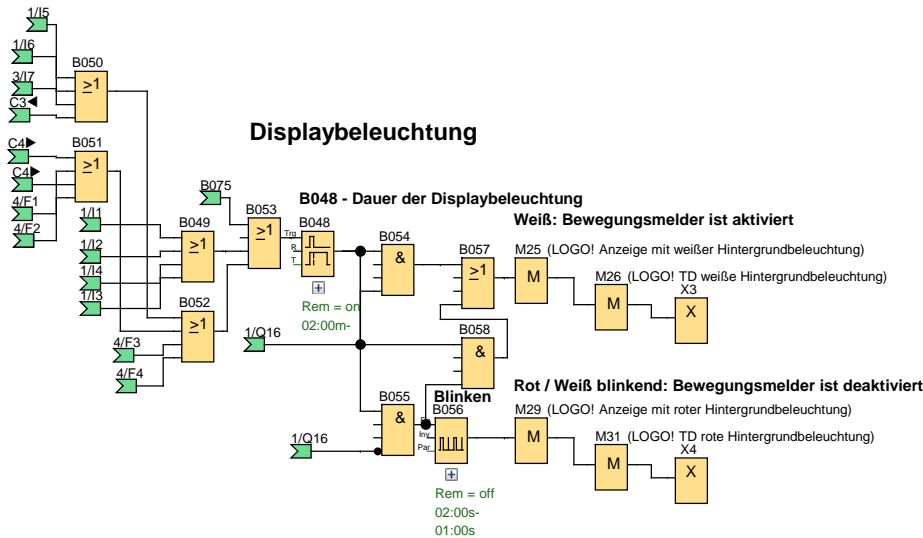 1/I5
1/I6
3/I7
C3
B050
≥1
Displaybeleuchtung
C4
C4
4/F1
4/F2
B051
≥1
B075
B048 - Dauer der Displaybeleuchtung
1/I1
1/I2
1/I4
1/I3
B049
≥1
B053
≥1
Trg
R
T
B048
Rem = on
02:00m-
B054
&
Weiß: Bewegungsmelder ist aktiviert
B057
≥1
M25 (LOGO! Anzeige mit weißer Hintergrundbeleuchtung)
M
M26 (LOGO! TD weiße Hintergrundbeleuchtung)
M
X3
X
B052
≥1
4/F3
4/F4
1/Q16
B058
&
Rot / Weiß blinkend: Bewegungsmelder ist deaktiviert
Blinken
B055
&
B056
Inv
Par
1/Q16
M29 (LOGO! Anzeige mit roter Hintergrundbeleuchtung)
M
M31 (LOGO! TD rote Hintergrundbeleuchtung)
M
X4
X
Rem = off
02:00s-
01:00s